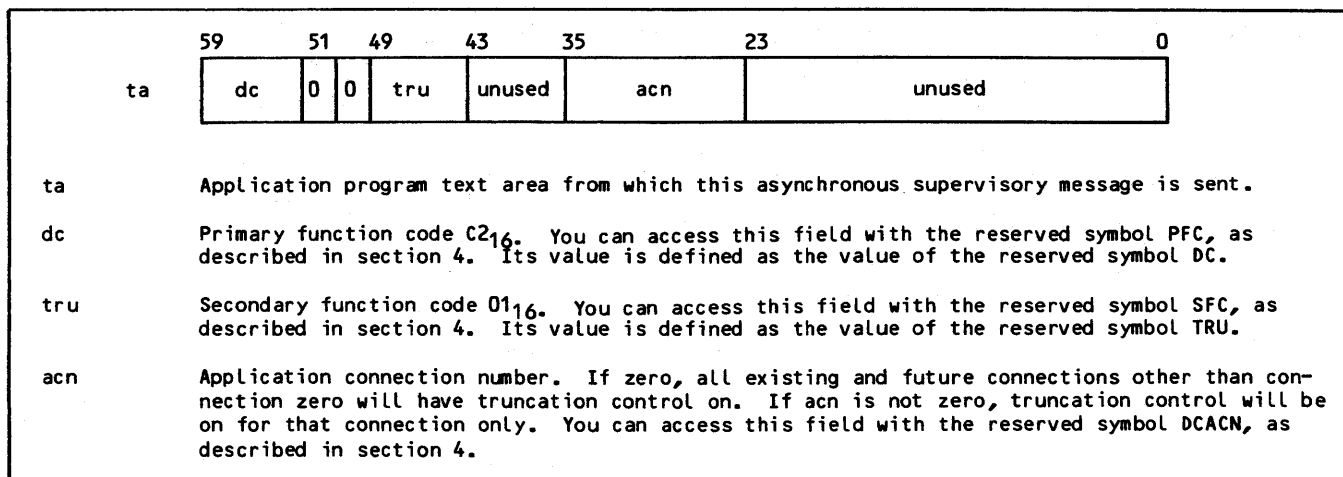 59 51 49 43 35 23 0
ta dc 0 0 tru unused acn unused
ta Application program text area from which this asynchronous supervisory message is sent.
dc Primary function code C2₁₆. You can access this field with the reserved symbol PFC, as
described in section 4. Its value is defined as the value of the reserved symbol DC.
tru Secondary function code 01₁₆. You can access this field with the reserved symbol SFC, as
described in section 4. Its value is defined as the value of the reserved symbol TRU.
acn Application connection number. If zero, all existing and future connections other than con-
nection zero will have truncation control on. If acn is not zero, truncation control will be
on for that connection only. You can access this field with the reserved symbol DCACN, as
described in section 4.